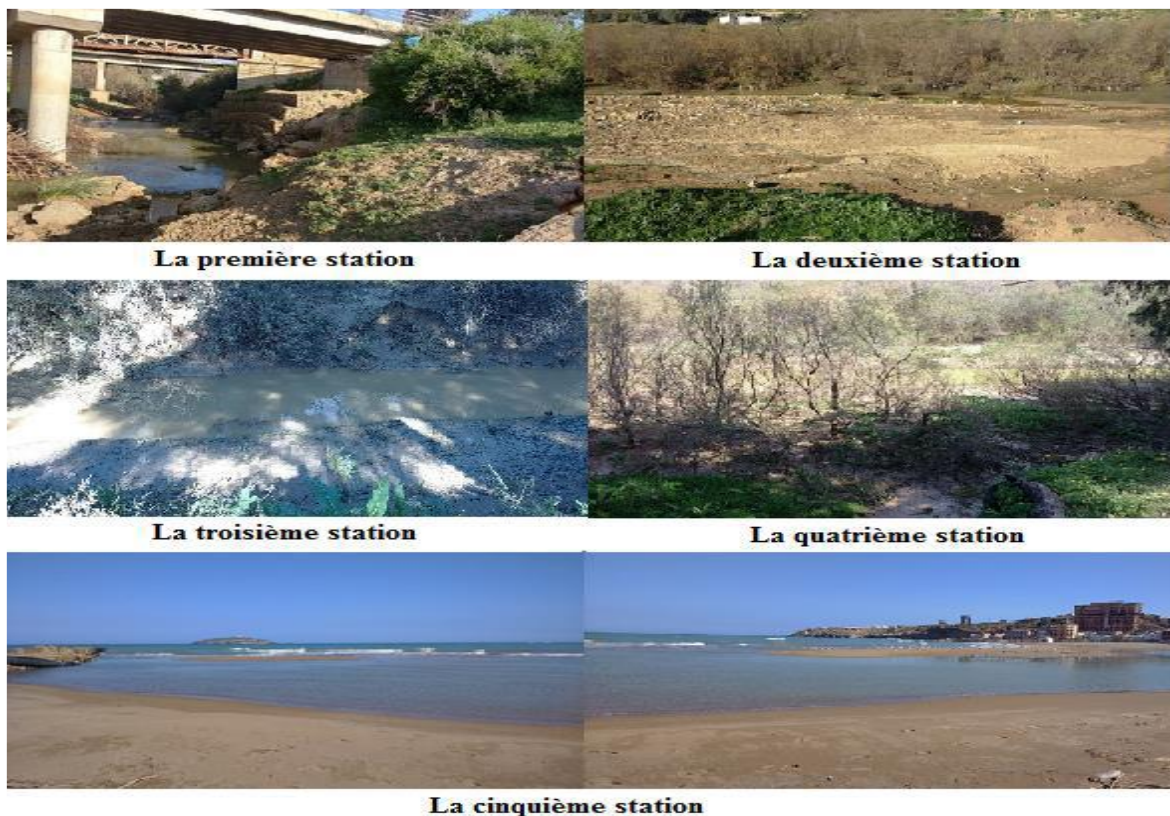 La première station
La deuxième station
La troisième station
La quatrième station
La cinquième station